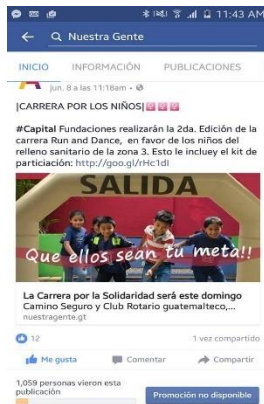 11:43 AM
Nuestra Gente
INICIO INFORMACIÓN PUBLICACIONES
jun. 8 a las 11:18am
¡CARRERA POR LOS NIÑOS¡
#Capital Fundaciones realizarán la 2da. Edición de la
carrera Run and Dance, en favor de los niños del
relleno sanitario de la zona 3. Esto le incluey el kit de
particiación: http://goo.gl/rHc1dI
SALIDA
Que ellos sean tu meta!!
La Carrera por la Solidaridad será este domingo
Camino Seguro y Club Rotario guatemalteco,...
nuestragente.gt
12
1 vez compartido
Me gusta Comentar Compartir
1,059 personas vieron esta
publicación
Promoción no disponible